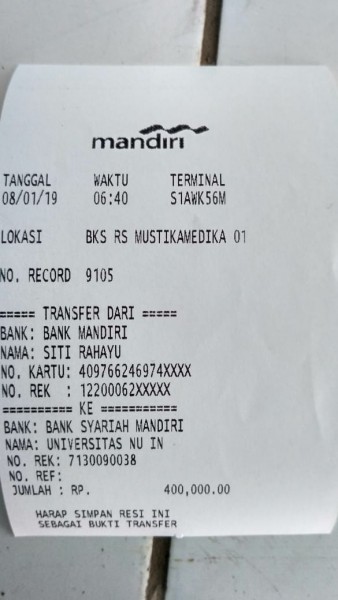 mandiri
TANGGAL WAKTU TERMINAL
08/01/19 06:40 S1AWK56M
LOKASI BKS RS MUSTIKAMEDIKA 01
NO. RECORD 9105
===== TRANSFER DARI =====
BANK: BANK MANDIRI
NAMA: SITI RAHAYU
NO. KARTU: 409766246974XXXX
NO. REK : 12200062XXXXX
========== KE ===========
BANK: BANK SYARIAH MANDIRI
NAMA: UNIVERSITAS NU IN
NO. REK: 7130090038
NO. REF:
JUMLAH : RP. 400,000.00
HARAP SIMPAN RESI INI
SEBAGAI BUKTI TRANSFER